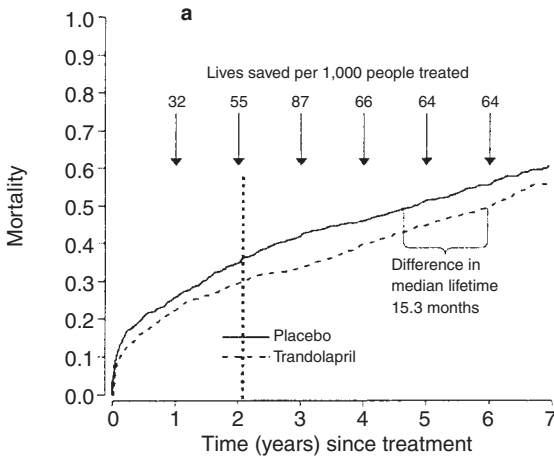 a
Lives saved per 1,000 people treated
32 55 87 66 64 64
1.0
0.9
0.8
0.7
0.6
0.5
0.4
0.3
0.2
0.1
0.0
Mortality
Difference in
median lifetime
15.3 months
Placebo
Trandolapril
0 1 2 3 4 5 6 7
Time (years) since treatment